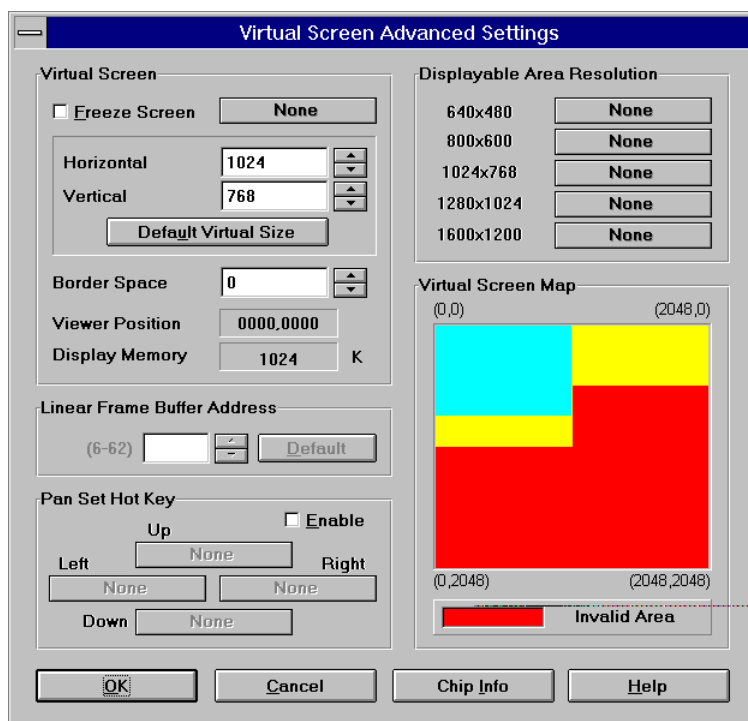 Virtual Screen Advanced Settings
Virtual Screen
Freeze Screen None
Horizontal 1024
Vertical 768
Default Virtual Size
Border Space 0
Viewer Position 0000,0000
Display Memory 1024 K
Linear Frame Buffer Address
(6-62) Default
Pan Set Hot Key
Enable
Up
None
Left Right
None None
Down None
Displayable Area Resolution
640x480 None
800x600 None
1024x768 None
1280x1024 None
1600x1200 None
Virtual Screen Map
(0,0) (2048,0)
(0,2048) (2048,2048)
Invalid Area
OK Cancel Chip Info Help